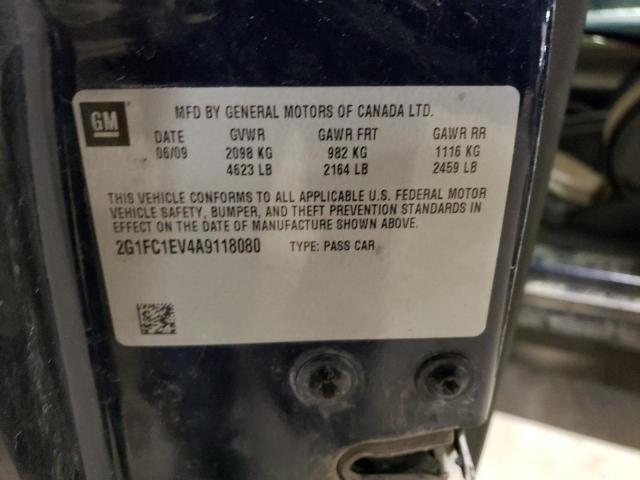 GM
MFD BY GENERAL MOTORS OF CANADA LTD.
DATE GVWR GAWR FRT GAWR RR
06/09 2098 KG 982 KG 1116 KG
4623 LB 2164 LB 2459 LB
THIS VEHICLE CONFORMS TO ALL APPLICABLE U.S. FEDERAL MOTOR
VEHICLE SAFETY, BUMPER, AND THEFT PREVENTION STANDARDS IN
EFFECT ON THE DATE OF MANUFACTURE SHOWN ABOVE.
2G1FC1EV4A9118080 TYPE: PASS CAR